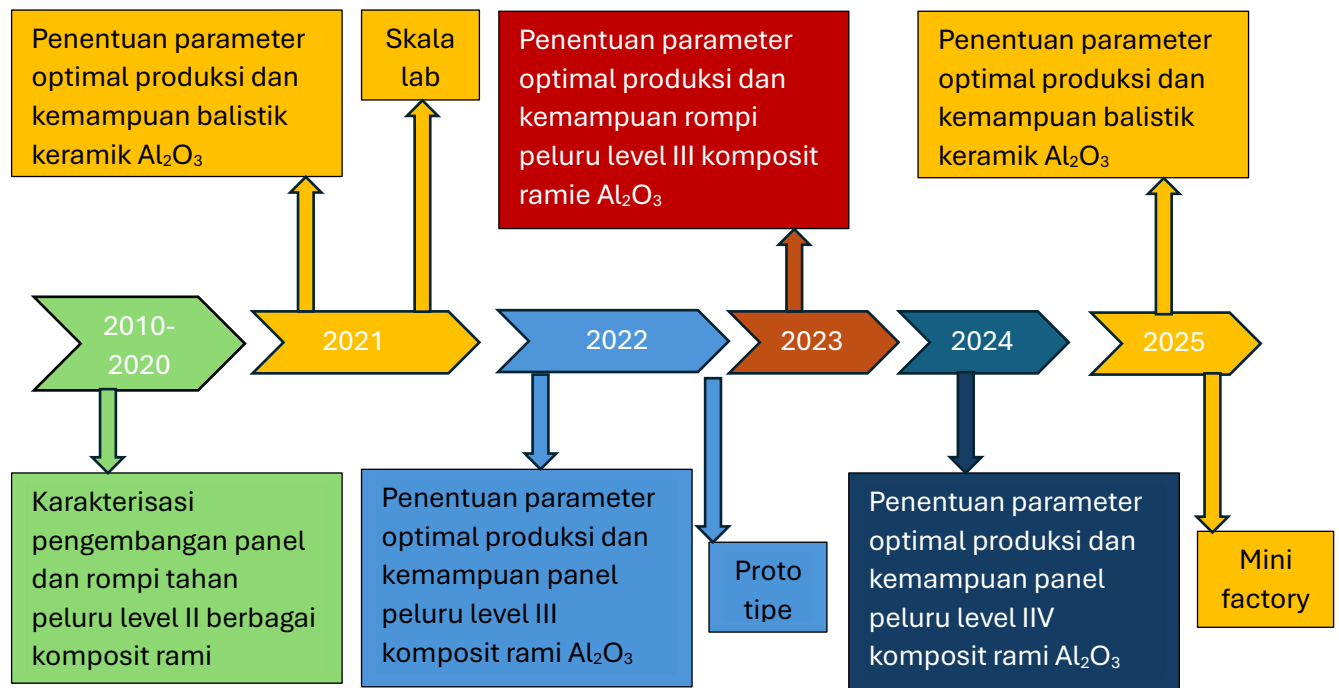 Penentuan parameter
optimal produksi dan
kemampuan balistik
keramik Al₂O₃
Skala
lab
Penentuan parameter
optimal produksi dan
kemampuan rompi
peluru level III komposit
ramie Al₂O₃
Penentuan parameter
optimal produksi dan
kemampuan balistik
keramik Al₂O₃
2010-
2020
2021
2022
2023
2024
2025
Karakterisasi
pengembangan panel
dan rompi tahan
peluru level II berbagai
komposit rami
Penentuan parameter
optimal produksi dan
kemampuan panel
peluru level III
komposit rami Al₂O₃
Proto
tipe
Penentuan parameter
optimal produksi dan
kemampuan panel
peluru level IIV
komposit rami Al₂O₃
Mini
factory